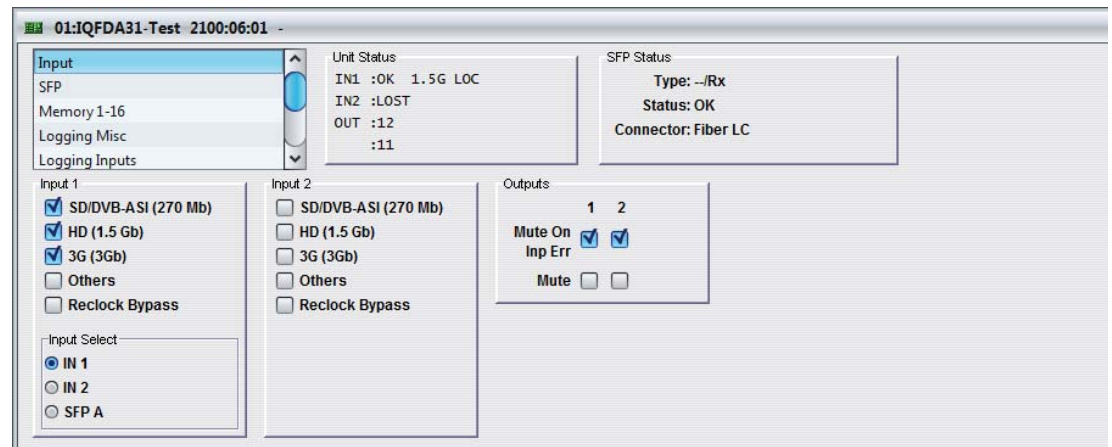 01:IQFDA31-Test 2100:06:01 -
Input
SFP
Memory 1-16
Logging Misc
Logging Inputs
Unit Status
IN1 :OK 1.5G LOC
IN2 :LOST
OUT :12
:11
SFP Status
Type: --/Rx
Status: OK
Connector: Fiber LC
Input 1
SD/DVB-ASI (270 Mb)
HD (1.5 Gb)
3G (3Gb)
Others
Reclock Bypass
Input Select
IN 1
IN 2
SFP A
Input 2
SD/DVB-ASI (270 Mb)
HD (1.5 Gb)
3G (3Gb)
Others
Reclock Bypass
Outputs
1 2
Mute On
Inp Err
Mute